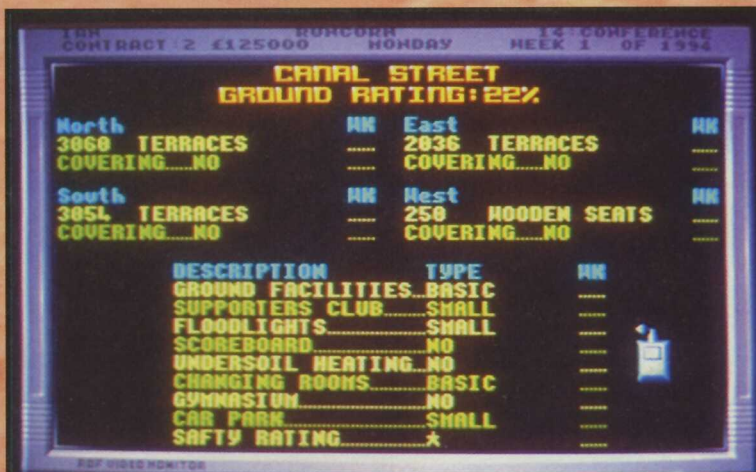 IAN RUNCORN 14 CONFERENCE
CONTRACT:2 £125000 MONDAY WEEK 1 OF 1994
CANAL STREET
GROUND RATING:22%
North WK East WK
3060 TERRACES ..... 2036 TERRACES .....
COVERING.....NO ..... COVERING.....NO .....
South WK West WK
3054 TERRACES ..... 250 WOODEN SEATS .....
COVERING.....NO ..... COVERING.....NO .....
DESCRIPTION TYPE WK
GROUND FACILITIES..BASIC .....
SUPPORTERS CLUB.....SMALL .....
FLOODLIGHTS..........SMALL .....
SCOREBOARD...........NO .....
UNDERSOIL HEATING..NO .....
CHANGING ROOMS......BASIC .....
GYMNASIUM............NO .....
CAR PARK.............SMALL .....
SAFTY RATING.........* .....
VIDEO MONITOR